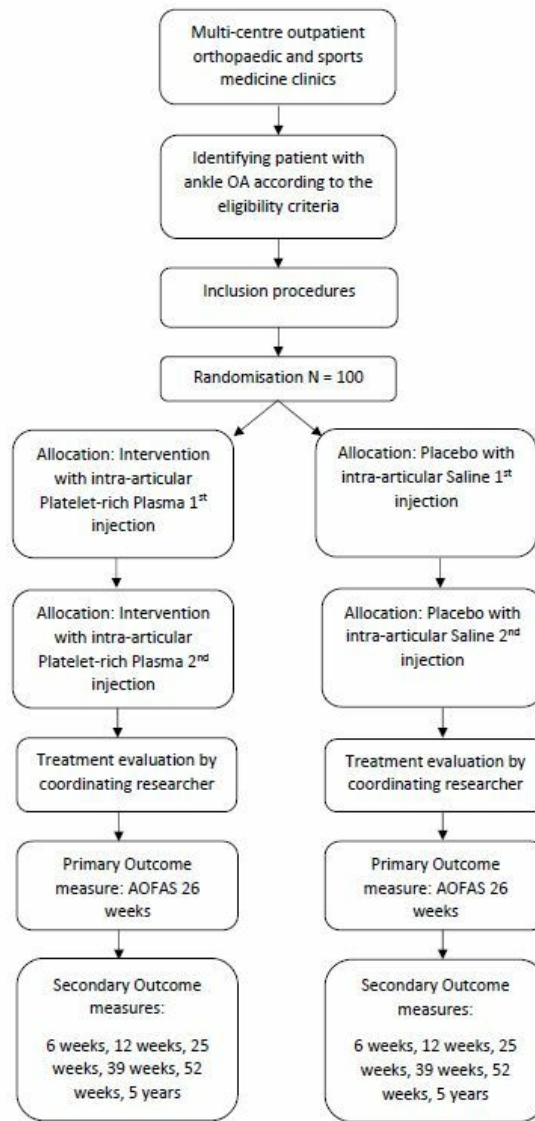 Multi-centre outpatient
orthopaedic and sports
medicine clinics
Identifying patient with
ankle OA according to the
eligibility criteria
Inclusion procedures
Randomisation N = 100
Allocation: Intervention
with intra-articular
Platelet-rich Plasma 1st
injection
Allocation: Placebo with
intra-articular Saline 1st
injection
Allocation: Intervention
with intra-articular
Platelet-rich Plasma 2nd
injection
Allocation: Placebo with
intra-articular Saline 2nd
injection
Treatment evaluation by
coordinating researcher
Treatment evaluation by
coordinating researcher
Primary Outcome
measure: AOFAS 26
weeks
Primary Outcome
measure: AOFAS 26
weeks
Secondary Outcome
measures:
6 weeks, 12 weeks, 25
weeks, 39 weeks, 52
weeks, 5 years
Secondary Outcome
measures:
6 weeks, 12 weeks, 25
weeks, 39 weeks, 52
weeks, 5 years